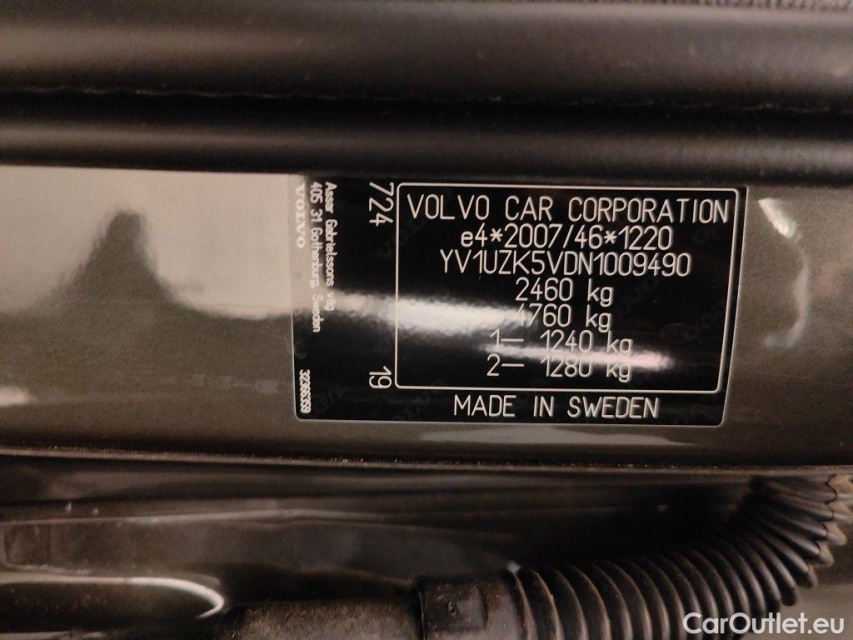 VOLVO CAR CORPORATION
e4*2007/46*1220
YV1UZK5VDN1009490
2460 kg
4760 kg
1– 1240 kg
2– 1280 kg
MADE IN SWEDEN
724
19
Assar Gabrielssons väg
405 31 Gothenburg, Sweden
VOLVO
CarOutlet.eu